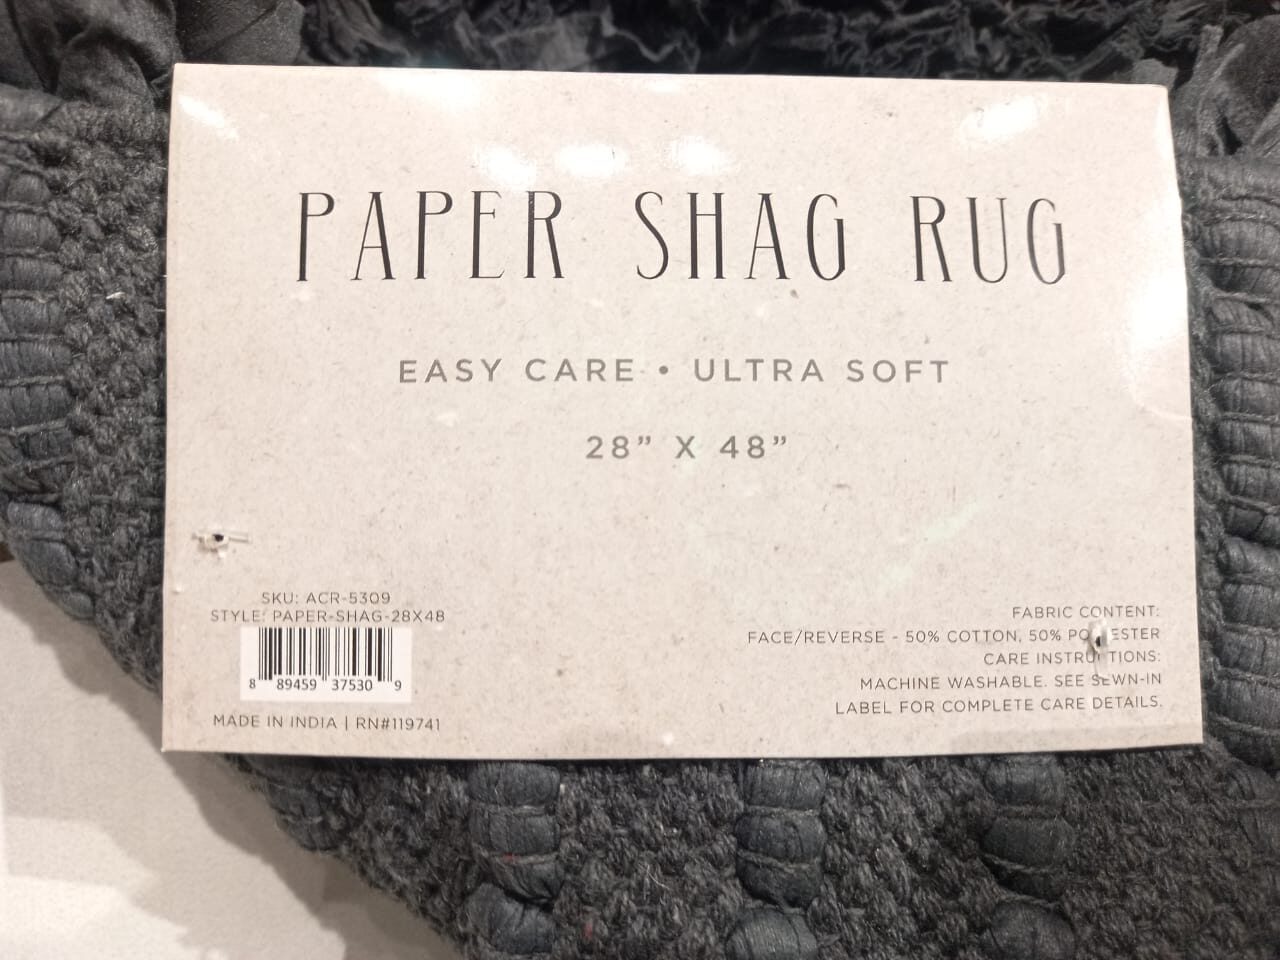 PAPER SHAG RUG
EASY CARE • ULTRA SOFT
28” X 48”
SKU: ACR-5309
STYLE: PAPER-SHAG-28X48
8 89459 37530 9
MADE IN INDIA | RN#119741
FABRIC CONTENT:
FACE/REVERSE - 50% COTTON, 50% POLYESTER
CARE INSTRUCTIONS:
MACHINE WASHABLE. SEE SEWN-IN
LABEL FOR COMPLETE CARE DETAILS.